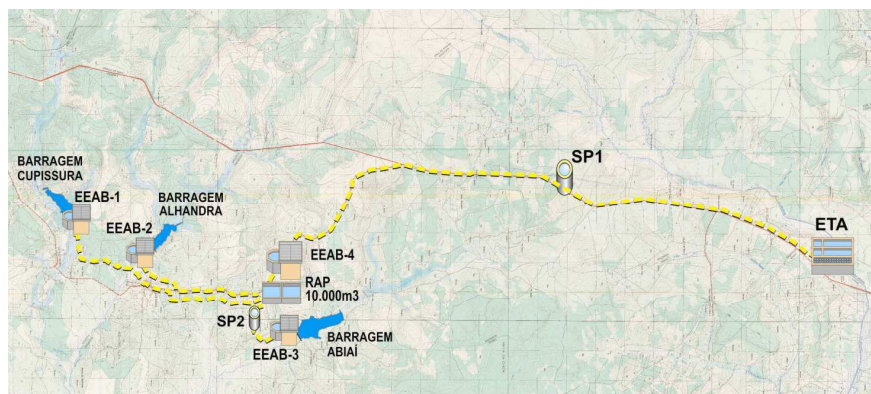 BARRAGEM
CUPISSURA
EEAB-1
BARRAGEM
ALHANDRA
EEAB-2
SP1
ETA
EEAB-4
RAP
10.000m3
SP2
EEAB-3
BARRAGEM
ABIAÍ